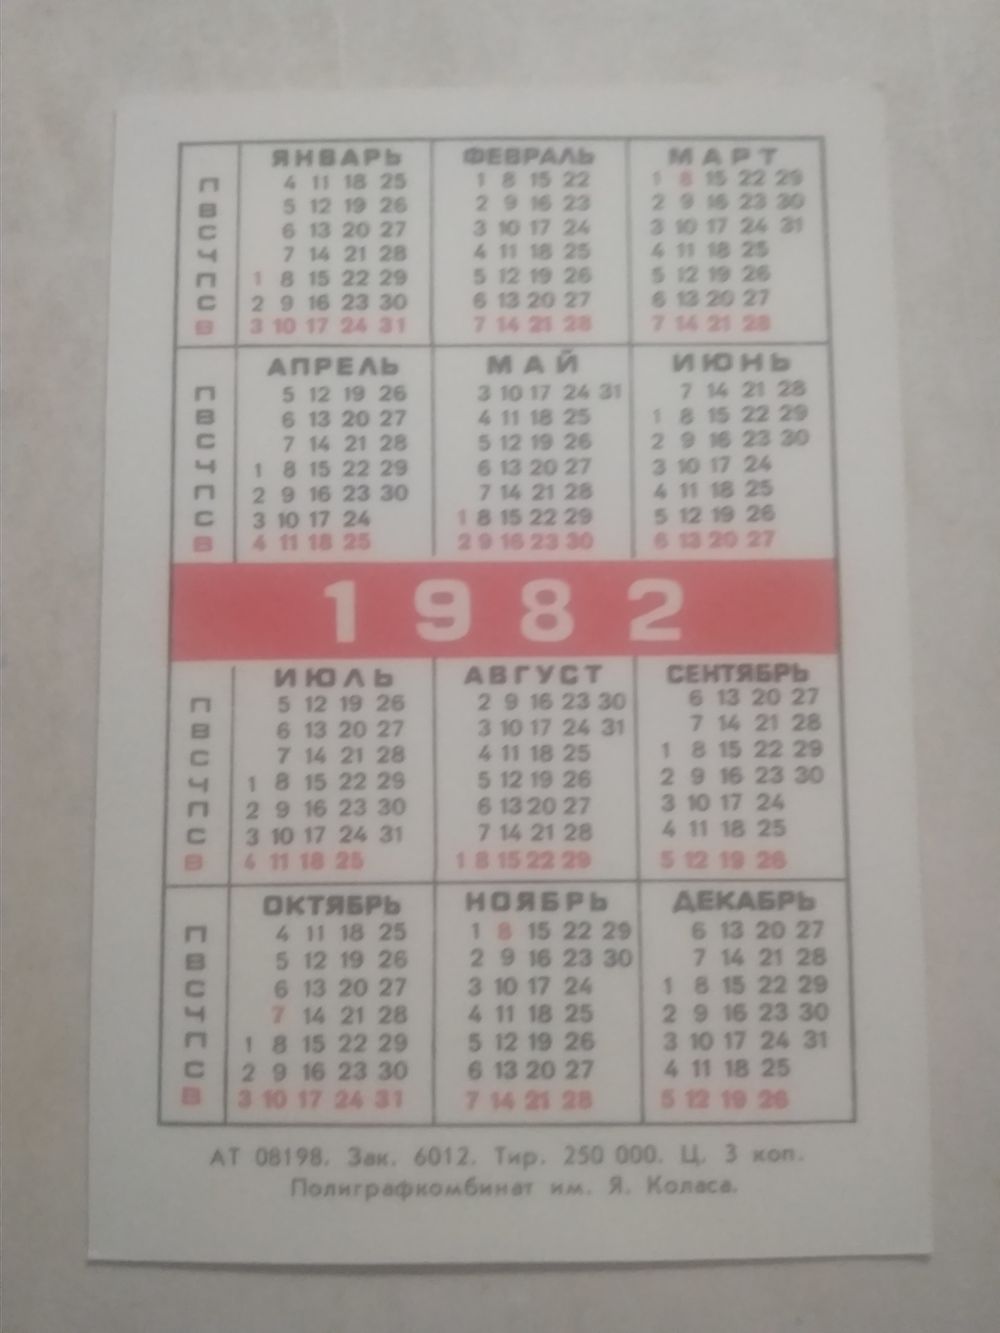 ЯНВАРЬ ФЕВРАЛЬ МАРТ
П 4 11 18 25 1 8 15 22 1 8 15 22 29
В 5 12 19 26 2 9 16 23 2 9 16 23 30
С 6 13 20 27 3 10 17 24 3 10 17 24 31
Ч 7 14 21 28 4 11 18 25 4 11 18 25
П 1 8 15 22 29 5 12 19 26 5 12 19 26
С 2 9 16 23 30 6 13 20 27 6 13 20 27
В 3 10 17 24 31 7 14 21 28 7 14 21 28
АПРЕЛЬ МАЙ ИЮНЬ
П 5 12 19 26 3 10 17 24 31 7 14 21 28
В 6 13 20 27 4 11 18 25 1 8 15 22 29
С 7 14 21 28 5 12 19 26 2 9 16 23 30
Ч 1 8 15 22 29 6 13 20 27 3 10 17 24
П 2 9 16 23 30 7 14 21 28 4 11 18 25
С 3 10 17 24 1 8 15 22 29 5 12 19 26
В 4 11 18 25 2 9 16 23 30 6 13 20 27
1982
ИЮЛЬ АВГУСТ СЕНТЯБРЬ
П 5 12 19 26 2 9 16 23 30 6 13 20 27
В 6 13 20 27 3 10 17 24 31 7 14 21 28
С 7 14 21 28 4 11 18 25 1 8 15 22 29
Ч 1 8 15 22 29 5 12 19 26 2 9 16 23 30
П 2 9 16 23 30 6 13 20 27 3 10 17 24
С 3 10 17 24 31 7 14 21 28 4 11 18 25
В 4 11 18 25 1 8 15 22 29 5 12 19 26
ОКТЯБРЬ НОЯБРЬ ДЕКАБРЬ
П 4 11 18 25 1 8 15 22 29 6 13 20 27
В 5 12 19 26 2 9 16 23 30 7 14 21 28
С 6 13 20 27 3 10 17 24 1 8 15 22 29
Ч 7 14 21 28 4 11 18 25 2 9 16 23 30
П 1 8 15 22 29 5 12 19 26 3 10 17 24 31
С 2 9 16 23 30 6 13 20 27 4 11 18 25
В 3 10 17 24 31 7 14 21 28 5 12 19 26
АТ 08198. Зак. 6012. Тир. 250 000. Ц. 3 коп.
Полиграфкомбинат им. Я. Коласа.